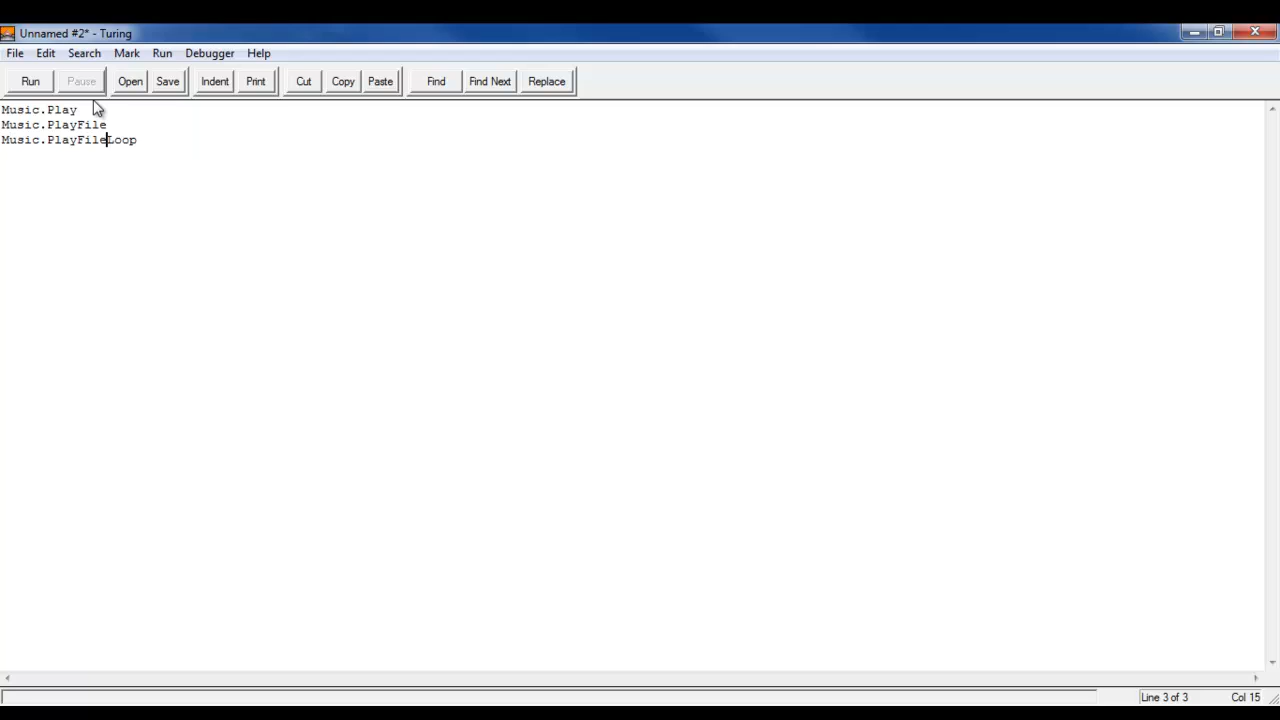 Unnamed #2* - Turing
File Edit Search Mark Run Debugger Help
Run Pause Open Save Indent Print Cut Copy Paste Find Find Next Replace
Music.Play
Music.PlayFile
Music.PlayFileLoop
Line 3 of 3 Col 15